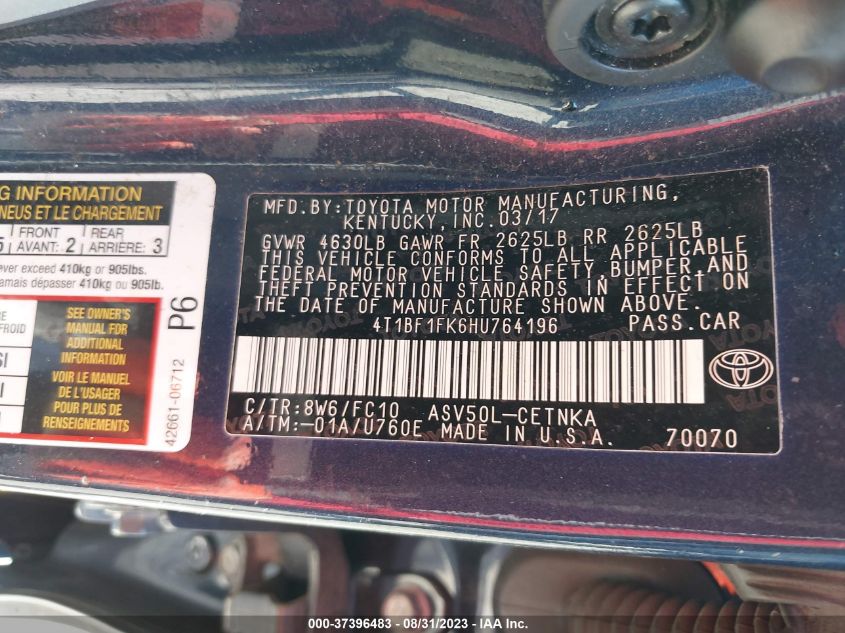 G INFORMATION
NEUS ET LE CHARGEMENT
5 FRONT REAR
AVANT: 2 ARRIÈRE: 3
ever exceed 410kg or 905lbs.
amais dépasser 410kg ou 905lb.
SEE OWNER'S
MANUAL FOR
ADDITIONAL
INFORMATION
VOIR LE MANUEL
DE L'USAGER
POUR PLUS DE
RENSEIGNEMENTS
42661-06712 P6
MFD.BY:TOYOTA MOTOR MANUFACTURING,
KENTUCKY, INC. 03/17
GVWR 4630LB GAWR FR 2625LB RR 2625LB
THIS VEHICLE CONFORMS TO ALL APPLICABLE
FEDERAL MOTOR VEHICLE SAFETY, BUMPER, AND
THEFT PREVENTION STANDARDS IN EFFECT ON
THE DATE OF MANUFACTURE SHOWN ABOVE.
4T1BF1FK6HU764196 PASS.CAR
C/TR:8W6/FC10 ASV50L-CETNKA
A/TM:-01A/U760E MADE IN U.S.A. 70070
000-37396483 - 08/31/2023 - IAA Inc.